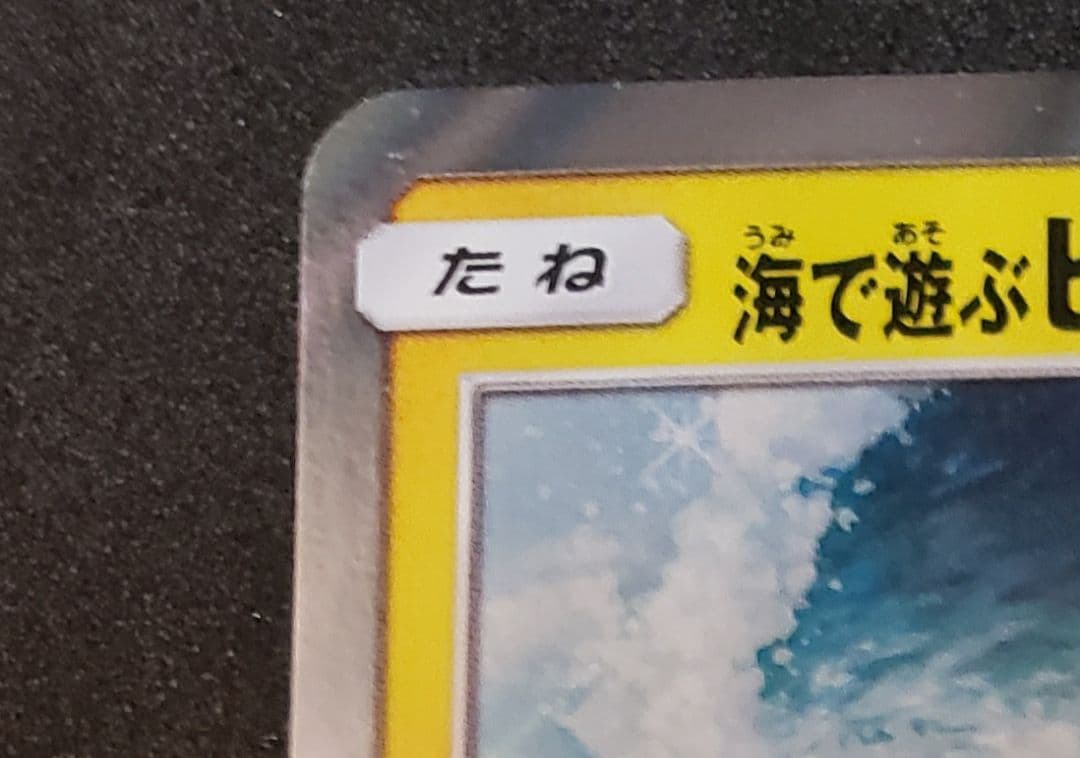 たね
うみ あそ
海で遊ぶ